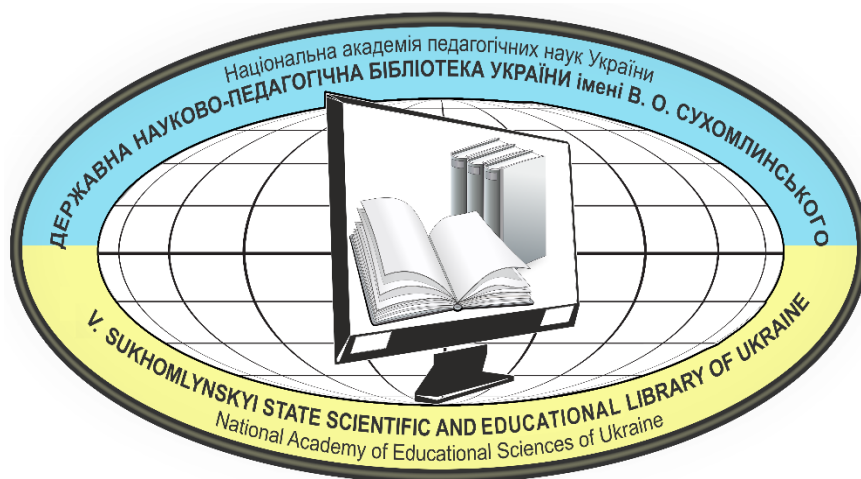 Національна академія педагогічних наук України
ДЕРЖАВНА НАУКОВО-ПЕДАГОГІЧНА БІБЛІОТЕКА УКРАЇНИ імені В. О. СУХОМЛИНСЬКОГО
V. SUKHOMLYNSKYI STATE SCIENTIFIC AND EDUCATIONAL LIBRARY OF UKRAINE
National Academy of Educational Sciences of Ukraine